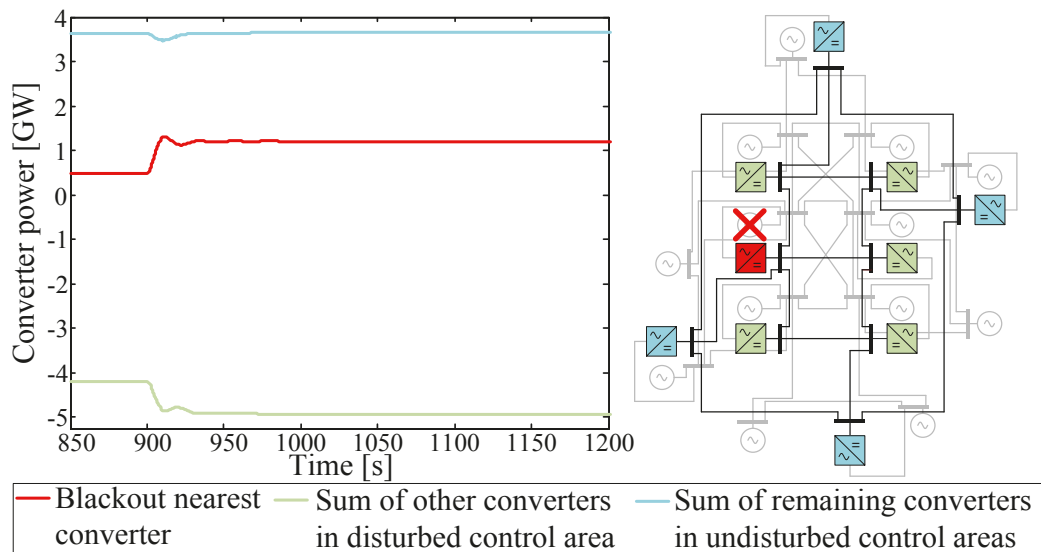 4
3
2
1
0
-1
-2
-3
-4
-5
Converter power [GW]
850 900 950 1000 1050 1100 1150 1200
Time [s]
Blackout nearest
converter
Sum of other converters
in disturbed control area
Sum of remaining converters
in undisturbed control areas